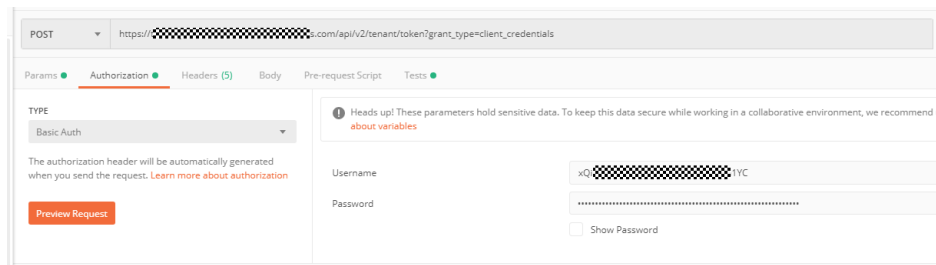 POST https://t s.com/api/v2/tenant/token?grant_type=client_credentials
Params Authorization Headers (5) Body Pre-request Script Tests
TYPE
Basic Auth
The authorization header will be automatically generated
when you send the request. Learn more about authorization
Preview Request
Heads up! These parameters hold sensitive data. To keep this data secure while working in a collaborative environment, we recommend
about variables
Username xQ 1YC
Password ••••••••••••••••••••••••••••••••••••••••••••••••••••••••••••••••
Show Password